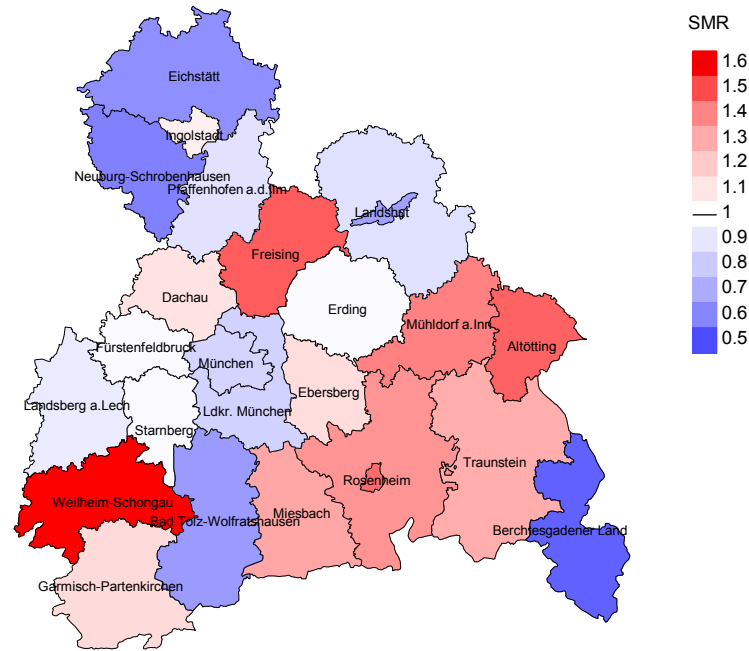 SMR
1.6
1.5
1.4
1.3
1.2
1.1
1
0.9
0.8
0.7
0.6
0.5
Eichstätt
Ingolstadt
Neuburg-Schrobenhausen
Pfaffenhofen a.d.Ilm
Landshut
Freising
Dachau
Erding
Mühldorf a.Inn
Altötting
Fürstenfeldbruck
München
Ebersberg
Landsberg a.Lech
Ldkr. München
Starnberg
Traunstein
Weilheim-Schongau
Rosenheim
Miesbach
Bad Tölz-Wolfratshausen
Berchtesgadener Land
Garmisch-Partenkirchen